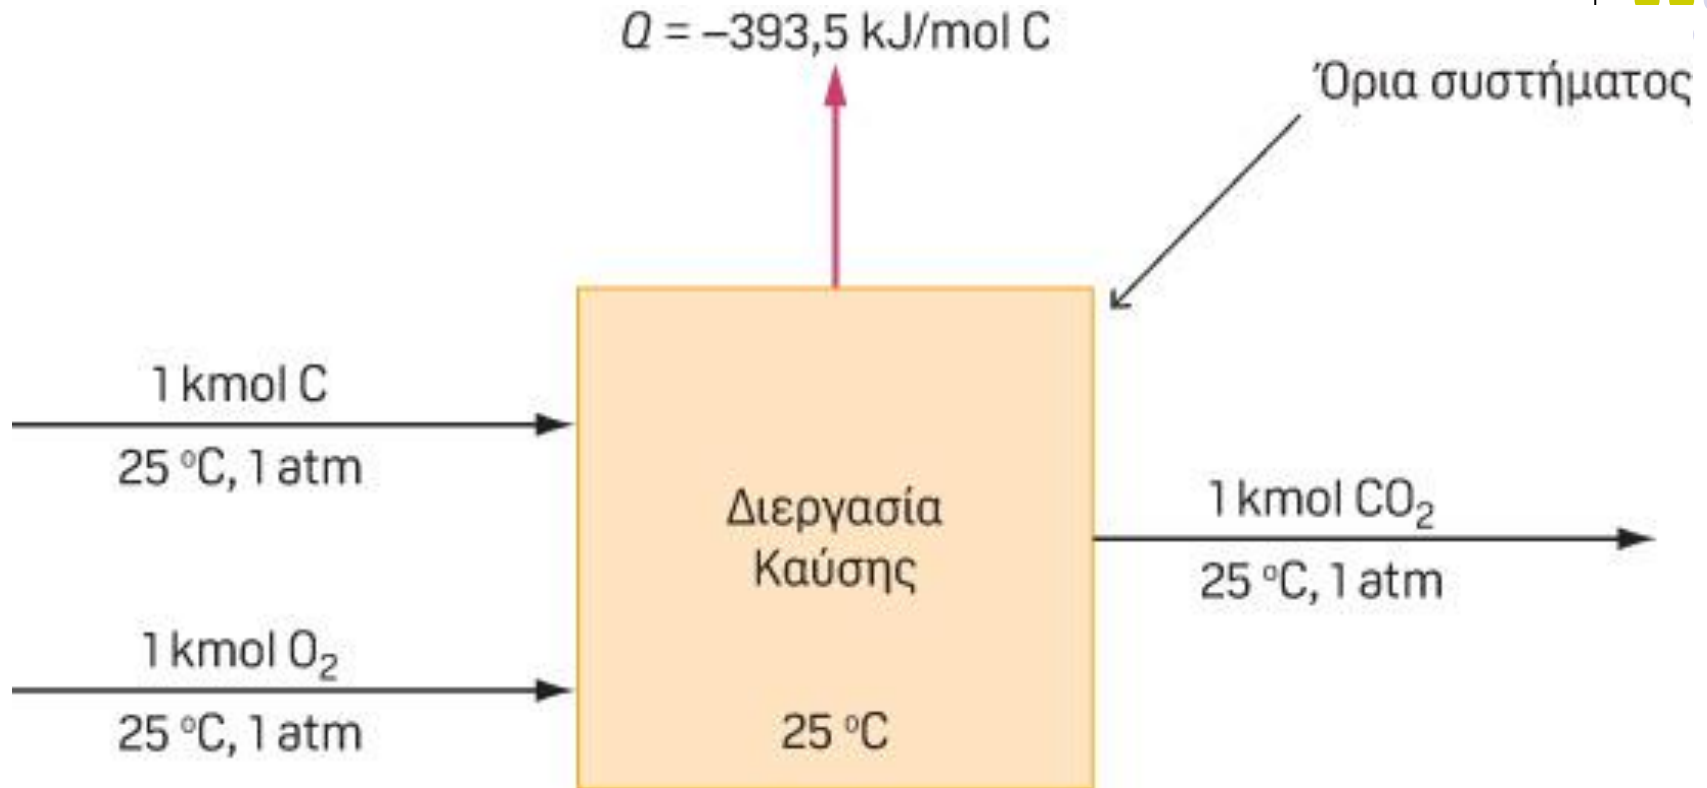 Q = –393,5 kJ/mol C
Όρια συστήματος
1 kmol C
25 °C, 1 atm
1 kmol O₂
25 °C, 1 atm
Διεργασία
Καύσης
25 °C
1 kmol CO₂
25 °C, 1 atm